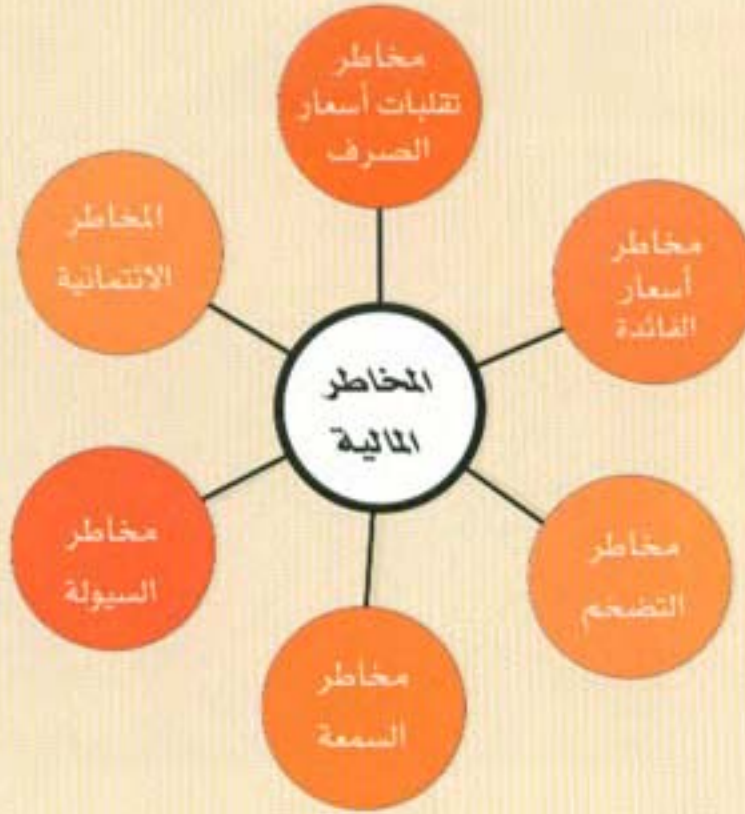 مخاطر
تقلبات أسعار
الصرف
المخاطر
الائتمانية
مخاطر
أسعار
الفائدة
المخاطر
المالية
مخاطر
السيولة
مخاطر
التضخم
مخاطر
السمعة